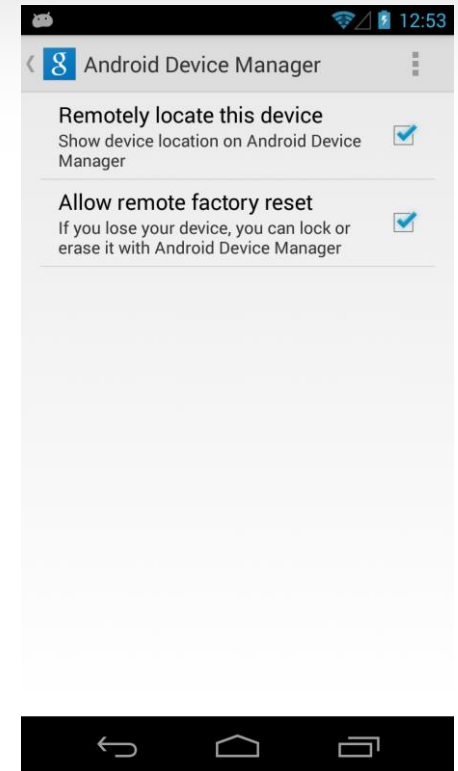 12:53
8 Android Device Manager
Remotely locate this device
Show device location on Android Device
Manager
Allow remote factory reset
If you lose your device, you can lock or
erase it with Android Device Manager